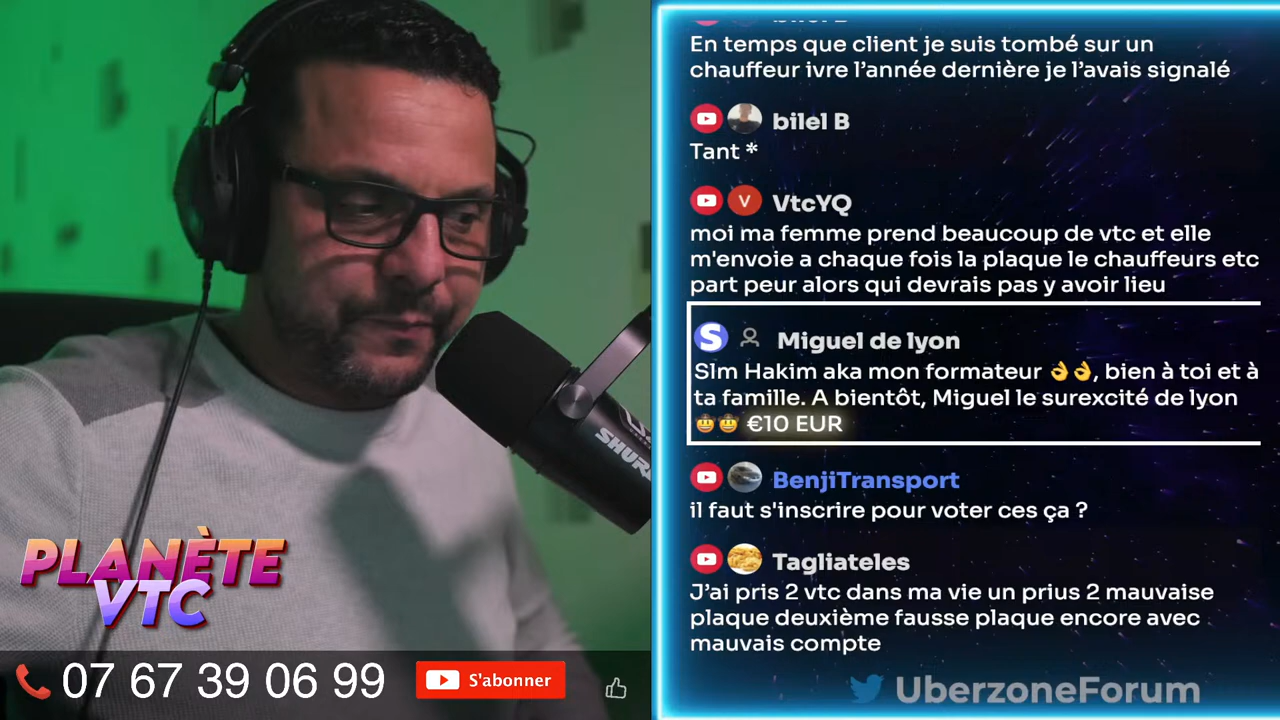 En temps que client je suis tombé sur un
chauffeur ivre l’année dernière je l’avais signalé
bilel B
Tant *
V
VtcYQ
moi ma femme prend beaucoup de vtc et elle
m'envoie a chaque fois la plaque le chauffeurs etc
part peur alors qui devrais pas y avoir lieu
S
Miguel de lyon
Slm Hakim aka mon formateur 👌👌, bien à toi et à
ta famille. A bientôt, Miguel le surexcité de lyon
🤠🤠 €10 EUR
BenjiTransport
il faut s'inscrire pour voter ces ça ?
Tagliateles
J’ai pris 2 vtc dans ma vie un prius 2 mauvaise
plaque deuxième fausse plaque encore avec
mauvais compte
UberzoneForum
SHURE
PLANÈTE
VTC
07 67 39 06 99
S'abonner